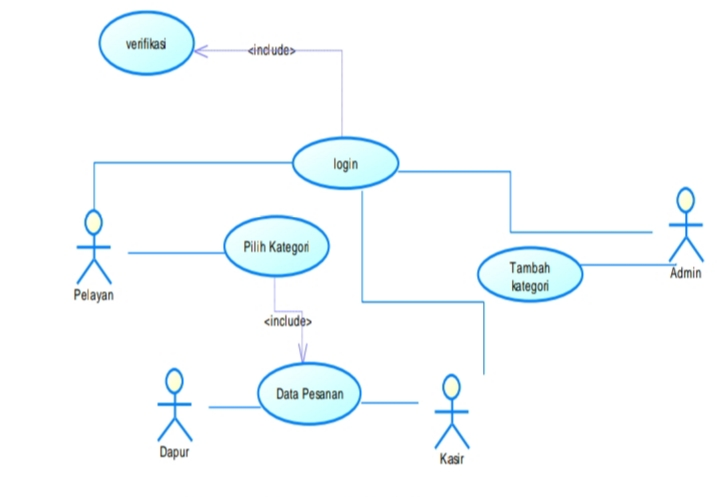 verifikasi
<include>
login
Pilih Kategori
Tambah
kategori
Admin
Pelayan
<include>
Data Pesanan
Dapur
Kasir